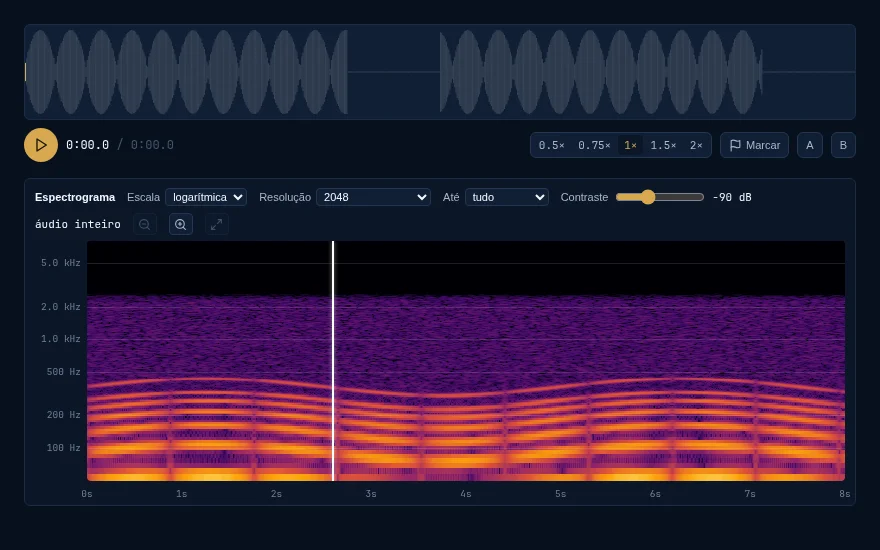 0:00.0 / 0:00.0
0.5× 0.75× 1× 1.5× 2× Marcar A B
Espectrograma Escala logarítmica Resolução 2048 Até tudo Contraste -90 dB
áudio inteiro
5.0 kHz
2.0 kHz
1.0 kHz
500 Hz
200 Hz
100 Hz
0s 1s 2s 3s 4s 5s 6s 7s 8s